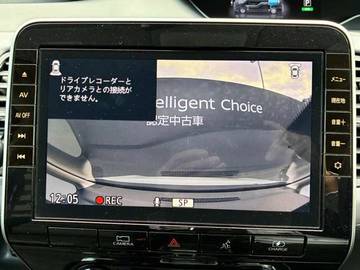 ドライブレコーダーと
リアカメラとの接続が
できません。
elligent Choice
認定中古車
12:05
REC
SP
AV
AV OFF
メニュー
現在地
音量＋
音量－
CAMERA
CHARGE
P